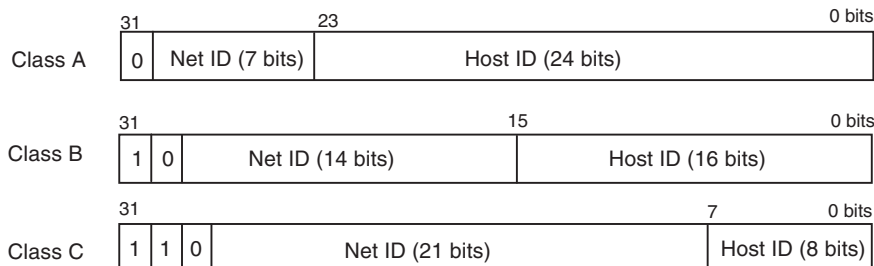 31 23 0 bits
Class A 0 Net ID (7 bits) Host ID (24 bits)
31 15 0 bits
Class B 1 0 Net ID (14 bits) Host ID (16 bits)
31 7 0 bits
Class C 1 1 0 Net ID (21 bits) Host ID (8 bits)